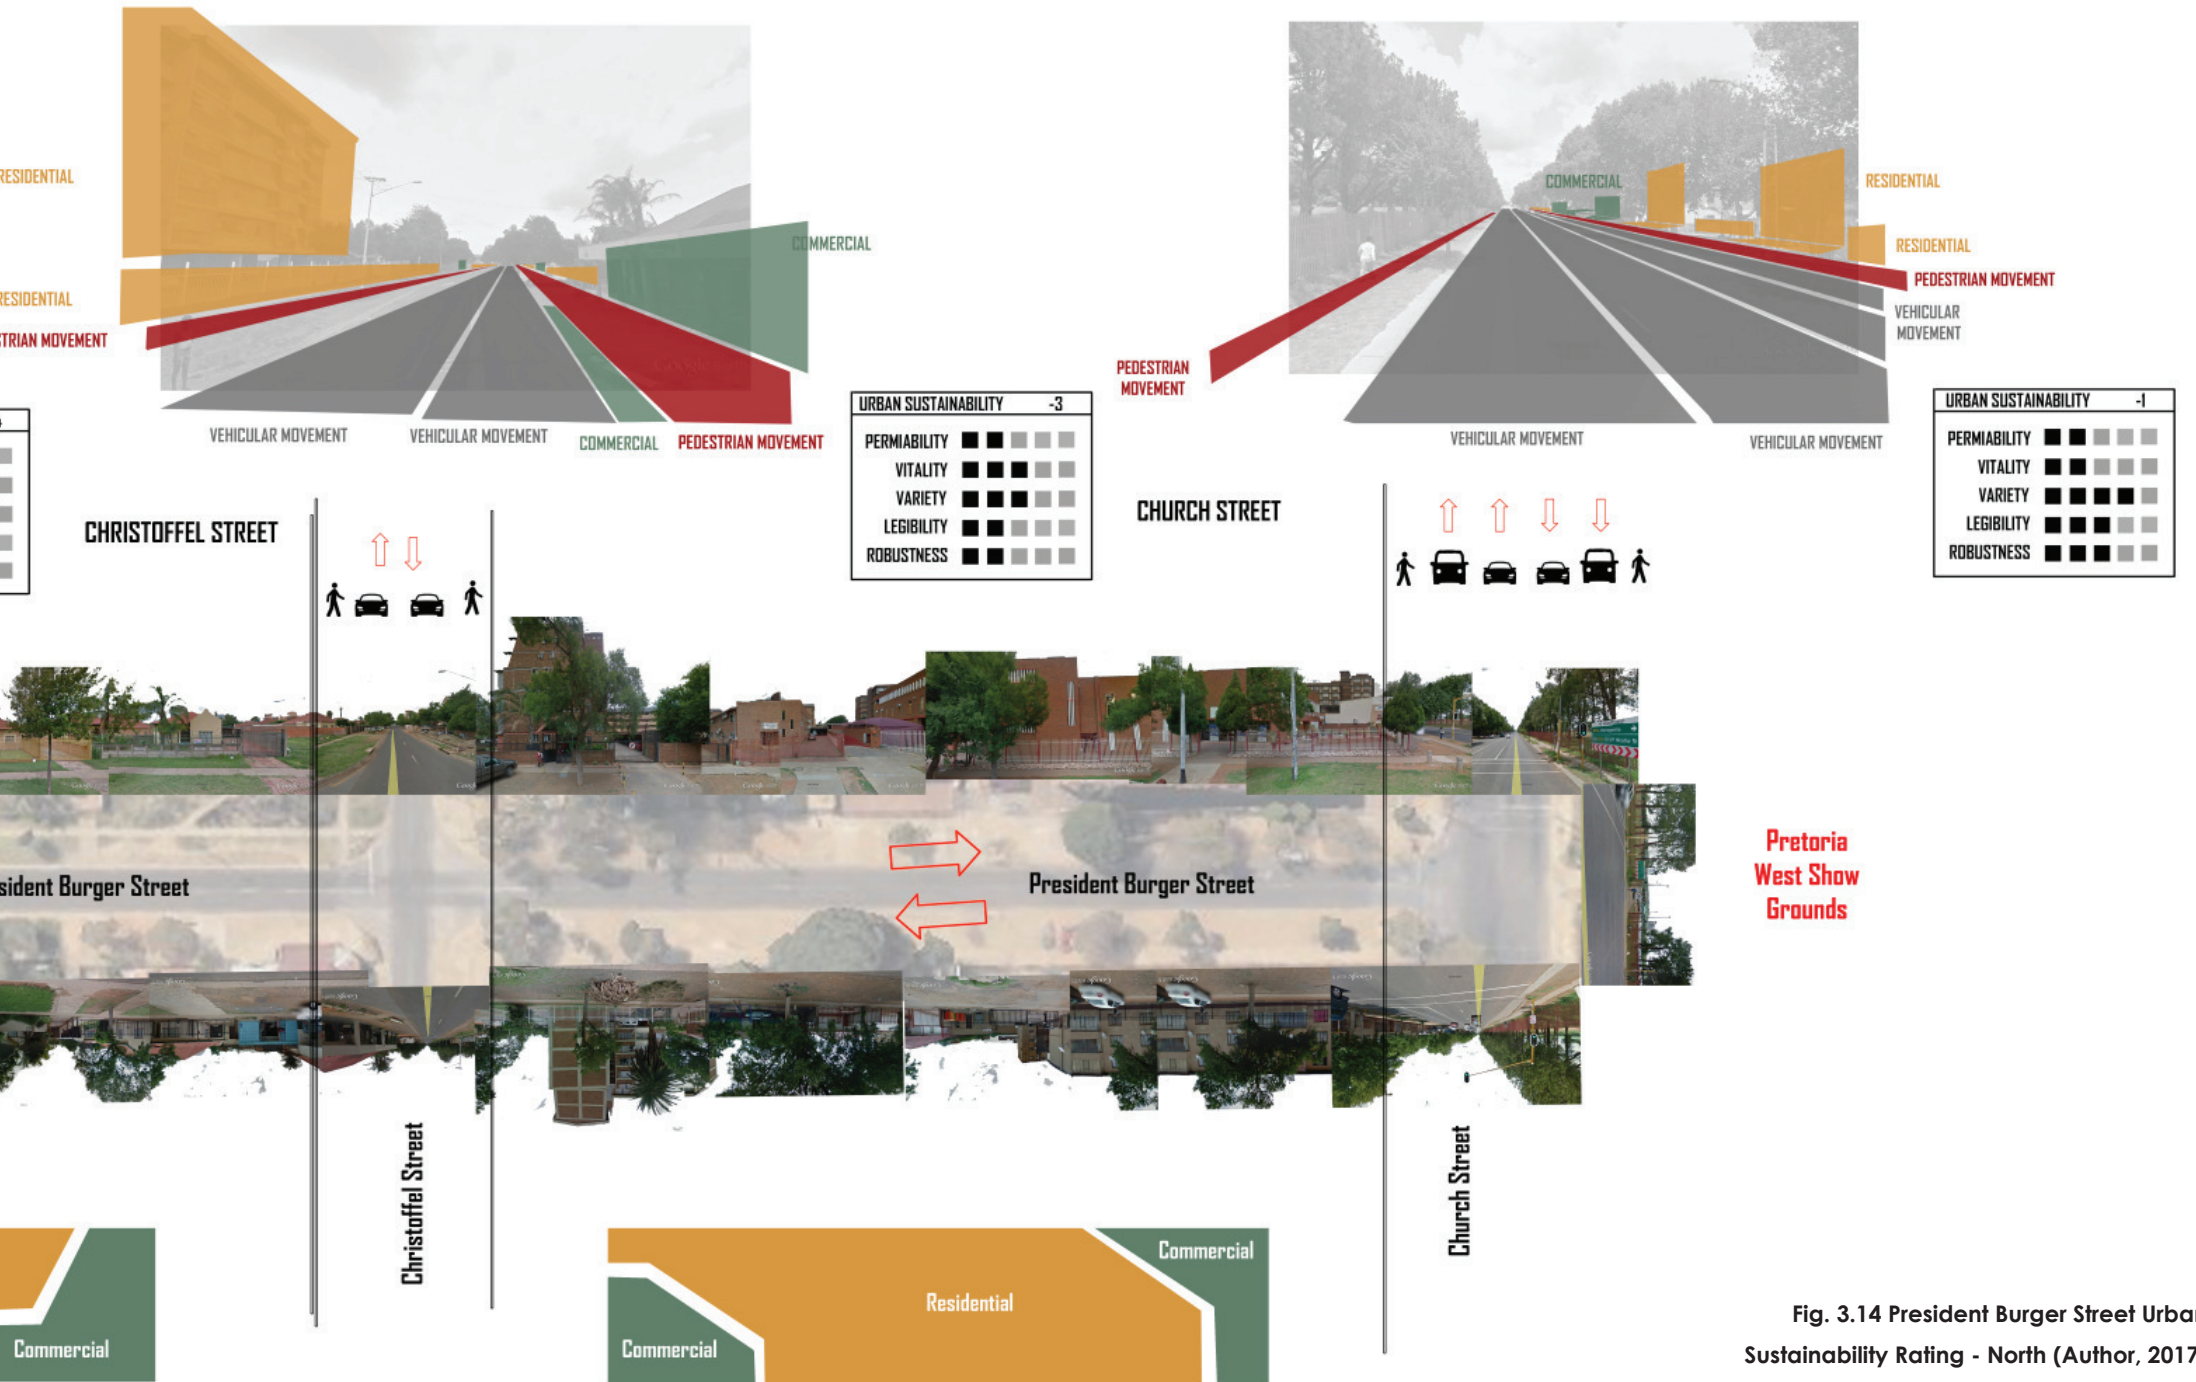 RESIDENTIAL
RESIDENTIAL
STRIAN MOVEMENT
VEHICULAR MOVEMENT
VEHICULAR MOVEMENT
COMMERCIAL
PEDESTRIAN MOVEMENT
COMMERCIAL
Google
URBAN SUSTAINABILITY -3
PERMIABILITY
VITALITY
VARIETY
LEGIBILITY
ROBUSTNESS
COMMERCIAL
RESIDENTIAL
RESIDENTIAL
PEDESTRIAN MOVEMENT
VEHICULAR
MOVEMENT
PEDESTRIAN
MOVEMENT
VEHICULAR MOVEMENT
VEHICULAR MOVEMENT
URBAN SUSTAINABILITY -1
PERMIABILITY
VITALITY
VARIETY
LEGIBILITY
ROBUSTNESS
CHRISTOFFEL STREET
CHURCH STREET
sident Burger Street
President Burger Street
Pretoria
West Show
Grounds
Christoffel Street
Church Street
Commercial
Commercial
Residential
Commercial
Fig. 3.14 President Burger Street Urba
Sustainability Rating - North (Author, 2017